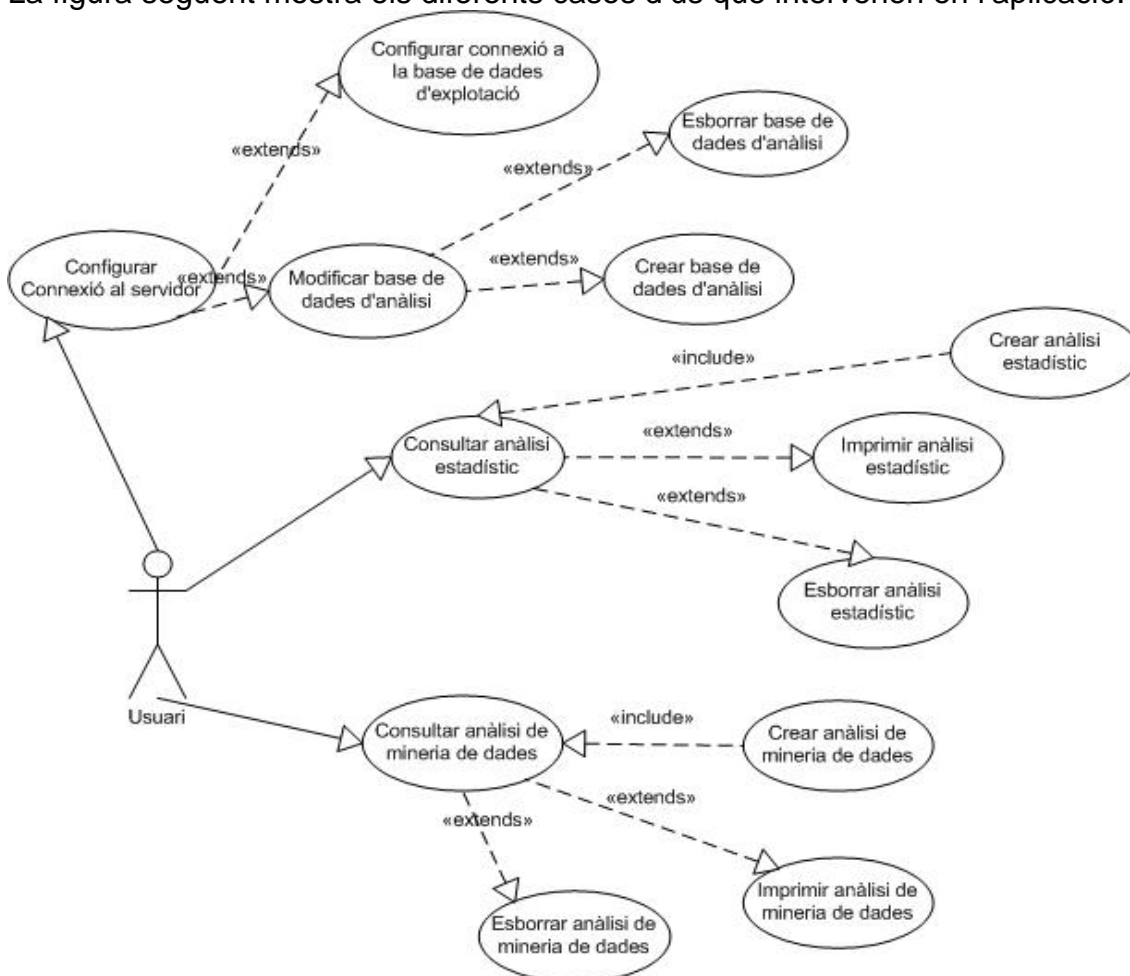 La figura següent mostra els diferents casos d'ús que intervenen en l'aplicació.
Configurar connexió a
la base de dades
d'explotació
«extends»
Esborrar base de
dades d'anàlisi
«extends»
Configurar
Connexió al servidor
«extends»
Modificar base de
dades d'anàlisi
«extends»
Crear base de
dades d'anàlisi
Crear anàlisi
estadístic
«include»
Consultar anàlisi
estadístic
«extends»
Imprimir anàlisi
estadístic
«extends»
Esborrar anàlisi
estadístic
Usuari
Consultar anàlisi de
mineria de dades
«include»
Crear anàlisi de
mineria de dades
«extends»
«extends»
Imprimir anàlisi de
mineria de dades
Esborrar anàlisi de
mineria de dades